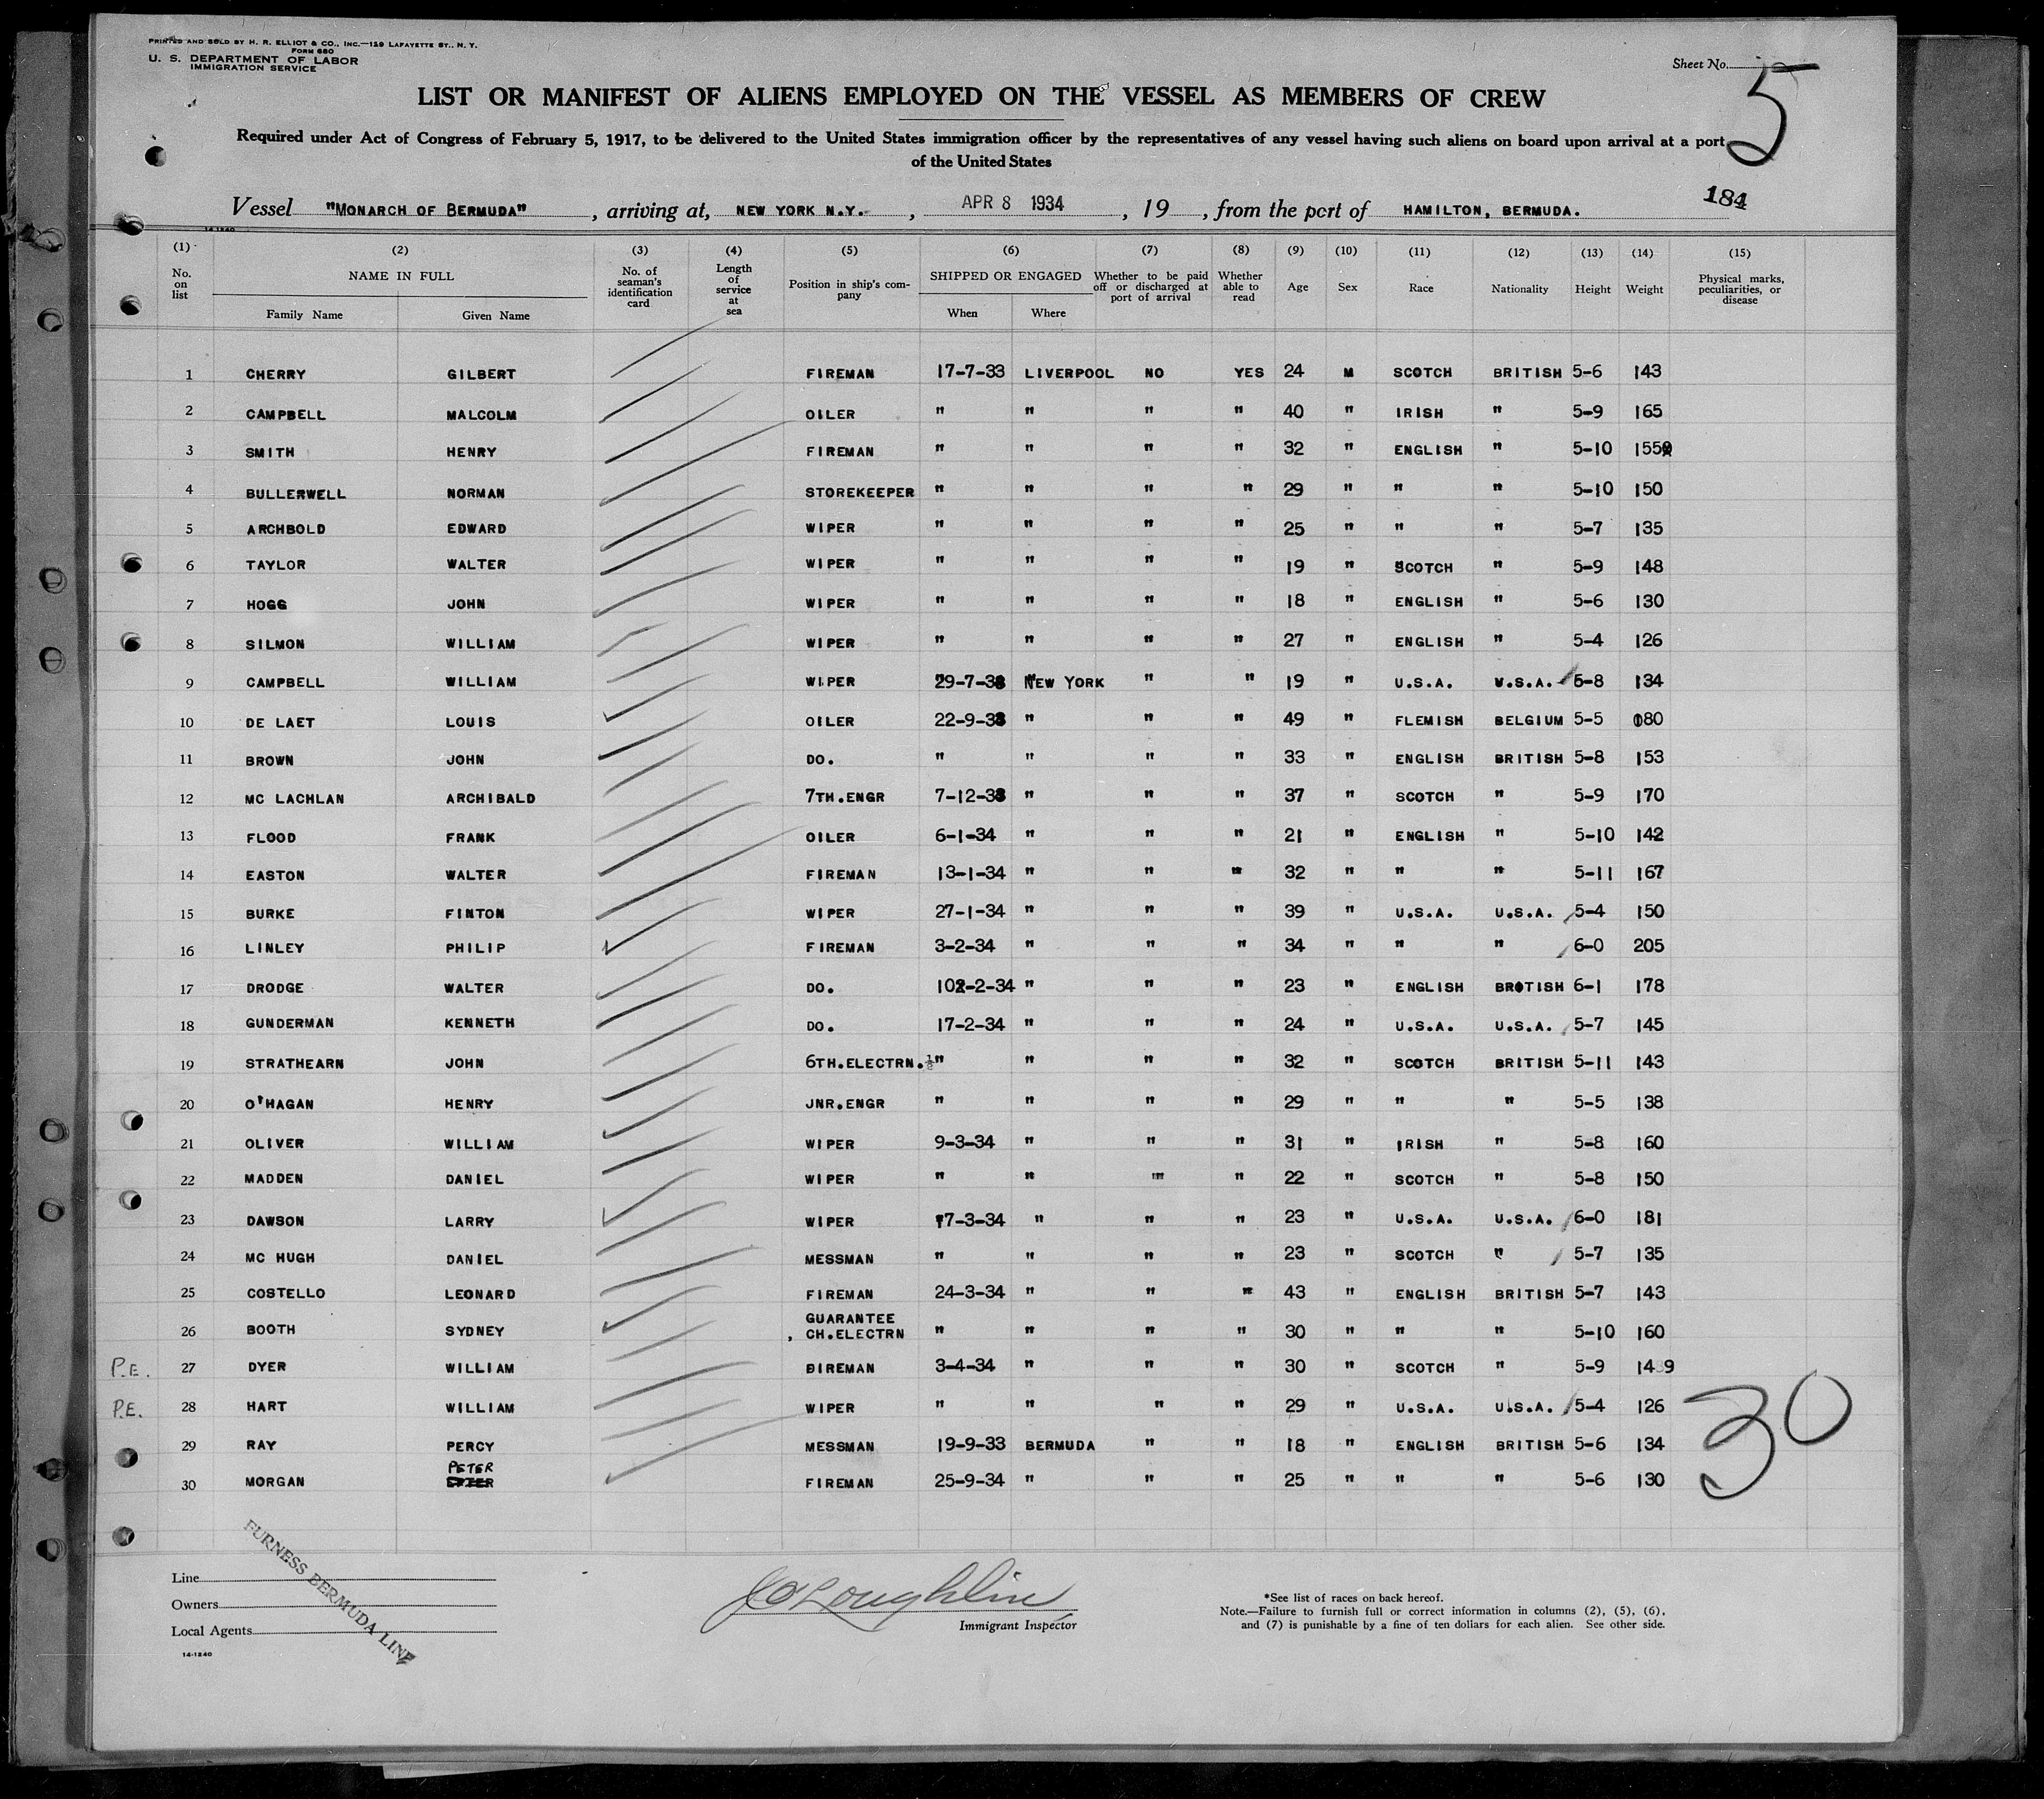 PRINTED AND SOLD BY H. R. ELLIOT & CO., INC.—129 LAFAYETTE ST., N. Y.
FORM 680
U. S. DEPARTMENT OF LABOR
IMMIGRATION SERVICE
Sheet No. 5
LIST OR MANIFEST OF ALIENS EMPLOYED ON THE VESSEL AS MEMBERS OF CREW
Required under Act of Congress of February 5, 1917, to be delivered to the United States immigration officer by the representatives of any vessel having such aliens on board upon arrival at a port
of the United States
184
Vessel "MONARCH OF BERMUDA", arriving at, NEW YORK N.Y., APR 8 1934, 19, from the port of HAMILTON, BERMUDA.
14-1240
(1) (2) (3) (4) (5) (6) (7) (8) (9) (10) (11) (12) (13) (14) (15)
No. on list NAME IN FULL Family Name Given Name No. of seaman's identification card Length of service at sea Position in ship's company SHIPPED OR ENGAGED When Where Whether to be paid off or discharged at port of arrival Whether able to read Age Sex Race Nationality Height Weight Physical marks, peculiarities, or disease
1 CHERRY GILBERT FIREMAN 17-7-33 LIVERPOOL NO YES 24 M SCOTCH BRITISH 5-6 143
2 CAMPBELL MALCOLM OILER " " " " 40 " IRISH " 5-9 165
3 SMITH HENRY FIREMAN " " " " 32 " ENGLISH " 5-10 155
4 BULLERWELL NORMAN STOREKEEPER " " " " 29 " " " 5-10 150
5 ARCHBOLD EDWARD WIPER " " " " 25 " " " 5-7 135
6 TAYLOR WALTER WIPER " " " " 19 " SCOTCH " 5-9 148
7 HOGG JOHN WIPER " " " " 18 " ENGLISH " 5-6 130
8 SILMON WILLIAM WIPER " " " " 27 " ENGLISH " 5-4 126
9 CAMPBELL WILLIAM WIPER 29-7-33 NEW YORK " " 19 " U.S.A. U.S.A. 5-8 134
10 DE LAET LOUIS OILER 22-9-33 " " " 49 " FLEMISH BELGIUM 5-5 180
11 BROWN JOHN DO. " " " " 33 " ENGLISH BRITISH 5-8 153
12 MC LACHLAN ARCHIBALD 7TH.ENGR 7-12-33 " " " 37 " SCOTCH " 5-9 170
13 FLOOD FRANK OILER 6-1-34 " " " 21 " ENGLISH " 5-10 142
14 EASTON WALTER FIREMAN 13-1-34 " " " 32 " " " 5-11 167
15 BURKE FINTON WIPER 27-1-34 " " " 39 " U.S.A. U.S.A. 5-4 150
16 LINLEY PHILIP FIREMAN 3-2-34 " " " 34 " " " 6-0 205
17 DRODGE WALTER DO. 102-2-34 " " " 23 " ENGLISH BROTISH 6-1 178
18 GUNDERMAN KENNETH DO. 17-2-34 " " " 24 " U.S.A. U.S.A. 5-7 145
19 STRATHEARN JOHN 6TH.ELECTRN. " " " " 32 " SCOTCH BRITISH 5-11 143
20 O'HAGAN HENRY JNR.ENGR " " " " 29 " " " 5-5 138
21 OLIVER WILLIAM WIPER 9-3-34 " " " 31 " IRISH " 5-8 160
22 MADDEN DANIEL WIPER " " " " 22 " SCOTCH " 5-8 150
23 DAWSON LARRY WIPER 17-3-34 " " " 23 " U.S.A. U.S.A. 6-0 181
24 MC HUGH DANIEL MESSMAN " " " " 23 " SCOTCH " 5-7 135
25 COSTELLO LEONARD FIREMAN 24-3-34 " " " 43 " ENGLISH BRITISH 5-7 143
26 BOOTH SYDNEY GUARANTEE CH.ELECTRN " " " " 30 " " " 5-10 160
P.E. 27 DYER WILLIAM BIREMAN 3-4-34 " " " 30 " SCOTCH " 5-9 149
P.E. 28 HART WILLIAM WIPER " " " " 29 " U.S.A. U.S.A. 5-4 126
29 RAY PERCY MESSMAN 19-9-33 BERMUDA " " 18 " ENGLISH BRITISH 5-6 134
30 MORGAN PETER FIREMAN 25-9-34 " " " 25 " " " 5-6 130
30
FURNESS BERMUDA LINE
Line
Owners
Local Agents
14-1240
J O'Loughlin
Immigrant Inspector
*See list of races on back hereof.
Note.—Failure to furnish full or correct information in columns (2), (5), (6),
and (7) is punishable by a fine of ten dollars for each alien. See other side.